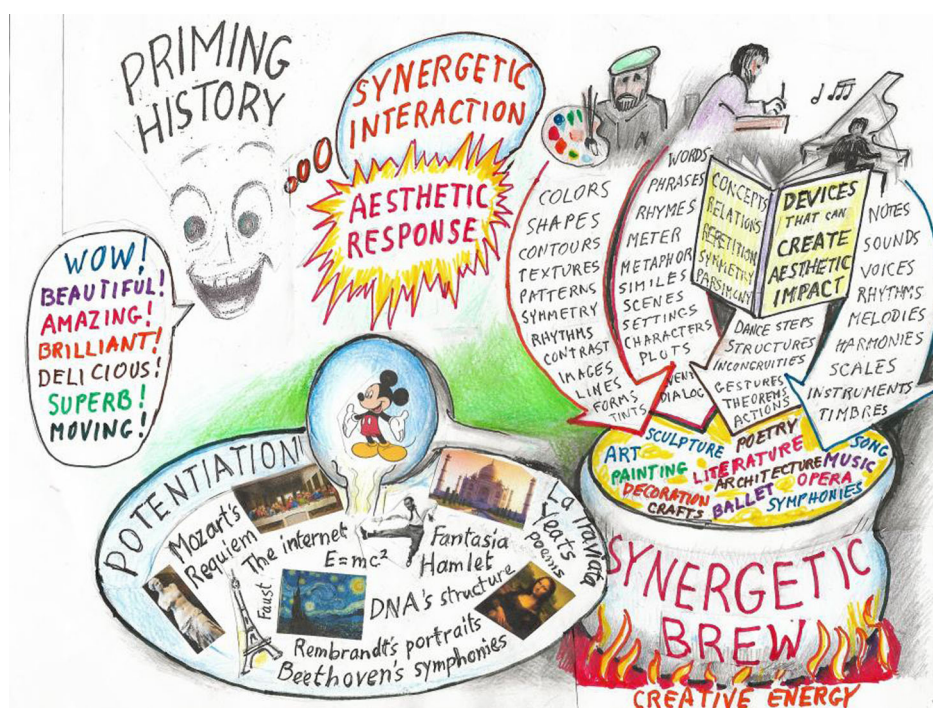 PRIMING
HISTORY
SYNERGETIC
INTERACTION
AESTHETIC
RESPONSE
WOW!
BEAUTIFUL!
AMAZING!
BRILLIANT!
DELICIOUS!
SUPERB!
MOVING!
COLORS
SHAPES
CONTOURS
TEXTURES
PATTERNS
SYMMETRY
RHYTHMS
CONTRAST
IMAGES
LINES
FORMS
TINTS
WORDS
PHRASES
RHYMES
METER
METAPHOR
SIMILES
SCENES
SETTINGS
CHARACTERS
PLOTS
DIALOG
CONCEPTS
RELATIONS
REPETITION
SYMMETRY
PARSIMONY
DEVICES
THAT CAN
CREATE
AESTHETIC
IMPACT
DANCE STEPS
STRUCTURES
INCONGRUITIES
GESTURES
THEOREMS
ACTIONS
NOTES
SOUNDS
VOICES
RHYTHMS
MELODIES
HARMONIES
SCALES
INSTRUMENTS
TIMBRES
POTENTIATION
Mozart's
Requiem
The internet
E=mc²
Faust
Fantasia
Hamlet
La Traviata
Yeats
poems
DNA's structure
Rembrandt's portraits
Beethoven's symphonies
ART
SCULPTURE
POETRY
SONG
PAINTING
LITERATURE
MUSIC
ARCHITECTURE
DECORATION
OPERA
CRAFTS
BALLET
SYMPHONIES
SYNERGETIC
BREW
CREATIVE ENERGY